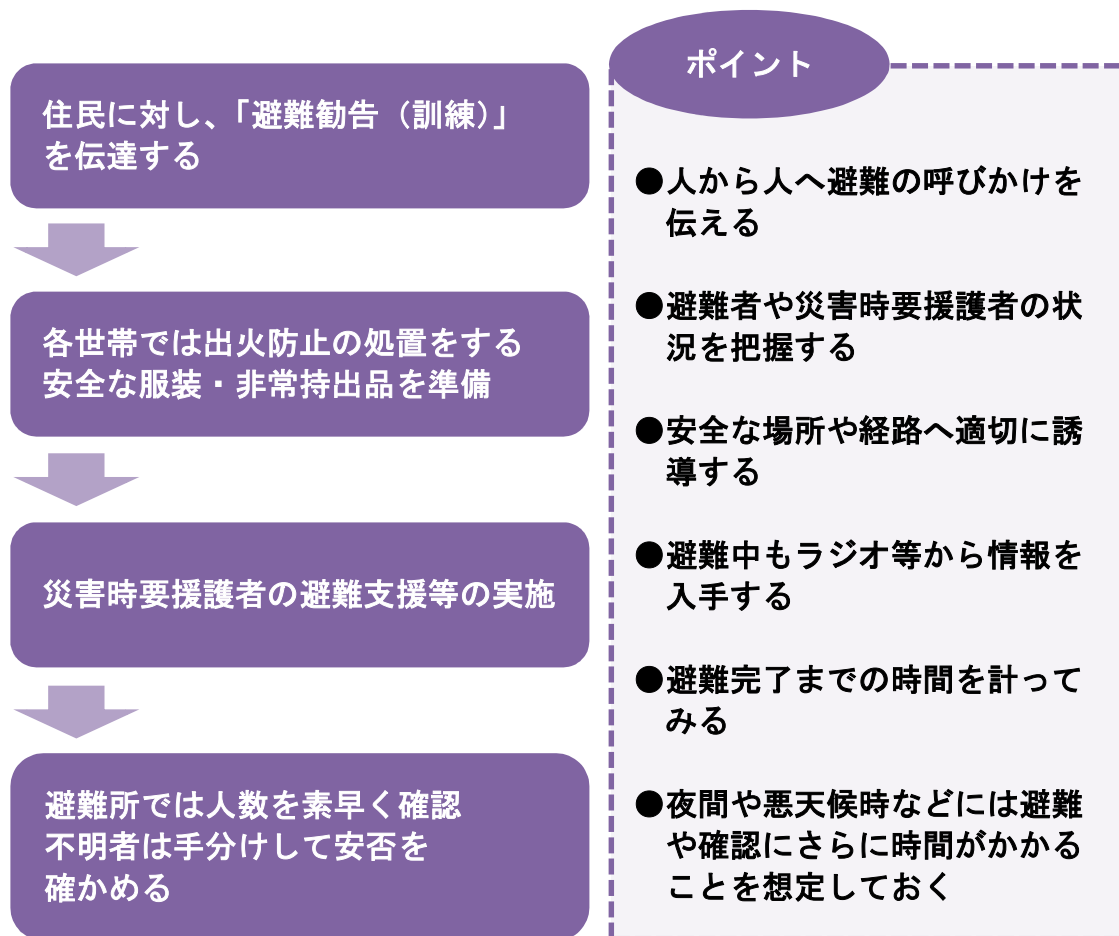 住民に対し、「避難勧告（訓練）」
を伝達する
各世帯では出火防止の処置をする
安全な服装・非常持出品を準備
災害時要援護者の避難支援等の実施
避難所では人数を素早く確認
不明者は手分けして安否を
確かめる
ポイント
●人から人へ避難の呼びかけを
伝える
●避難者や災害時要援護者の状
況を把握する
●安全な場所や経路へ適切に誘
導する
●避難中もラジオ等から情報を
入手する
●避難完了までの時間を計って
みる
●夜間や悪天候時などには避難
や確認にさらに時間がかかる
ことを想定しておく